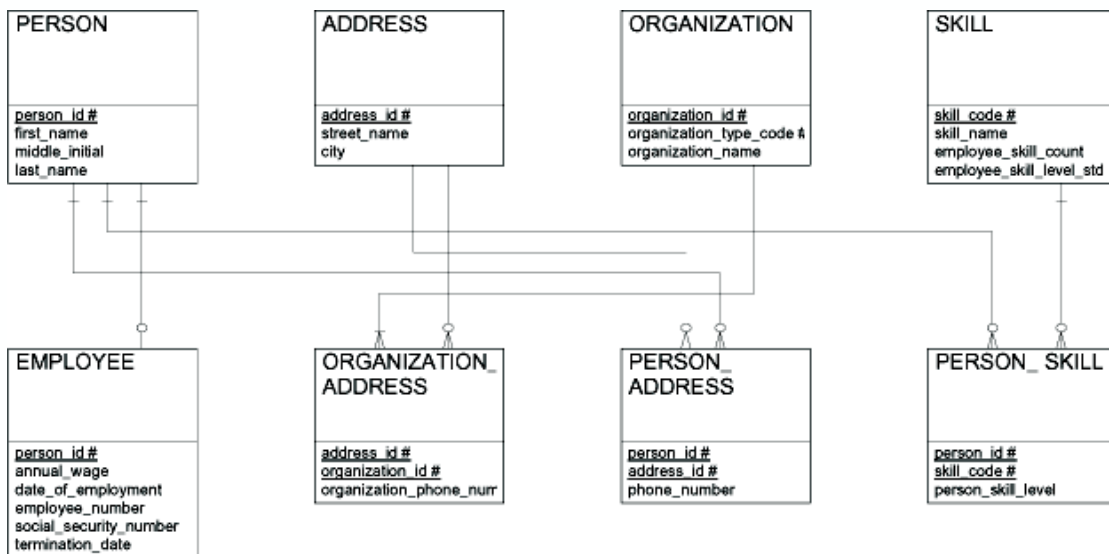 PERSON
person_id #
first_name
middle_initial
last_name
ADDRESS
address_id #
street_name
city
ORGANIZATION
organization_id #
organization_type_code #
organization_name
SKILL
skill_code #
skill_name
employee_skill_count
employee_skill_level_std
EMPLOYEE
person_id #
annual_wage
date_of_employment
employee_number
social_security_number
termination_date
ORGANIZATION_
ADDRESS
address_id #
organization_id #
organization_phone_num
PERSON_
ADDRESS
person_id #
address_id #
phone_number
PERSON_ SKILL
person_id #
skill_code #
person_skill_level